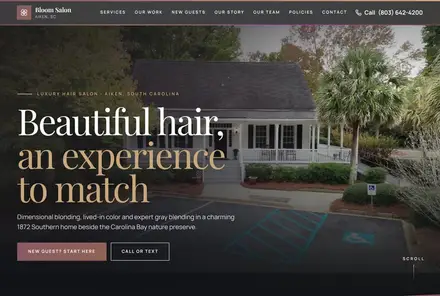 Bloom Salon
AIKEN, SC
SERVICES OUR WORK NEW GUESTS OUR STORY OUR TEAM POLICIES CONTACT
Call (803) 642-4200
LUXURY HAIR SALON · AIKEN, SOUTH CAROLINA
Beautiful hair,
an experience
to match
Dimensional blonding, lived-in color and expert gray blending in a charming
1872 Southern home beside the Carolina Bay nature preserve.
NEW GUEST? START HERE
CALL OR TEXT
SCROLL